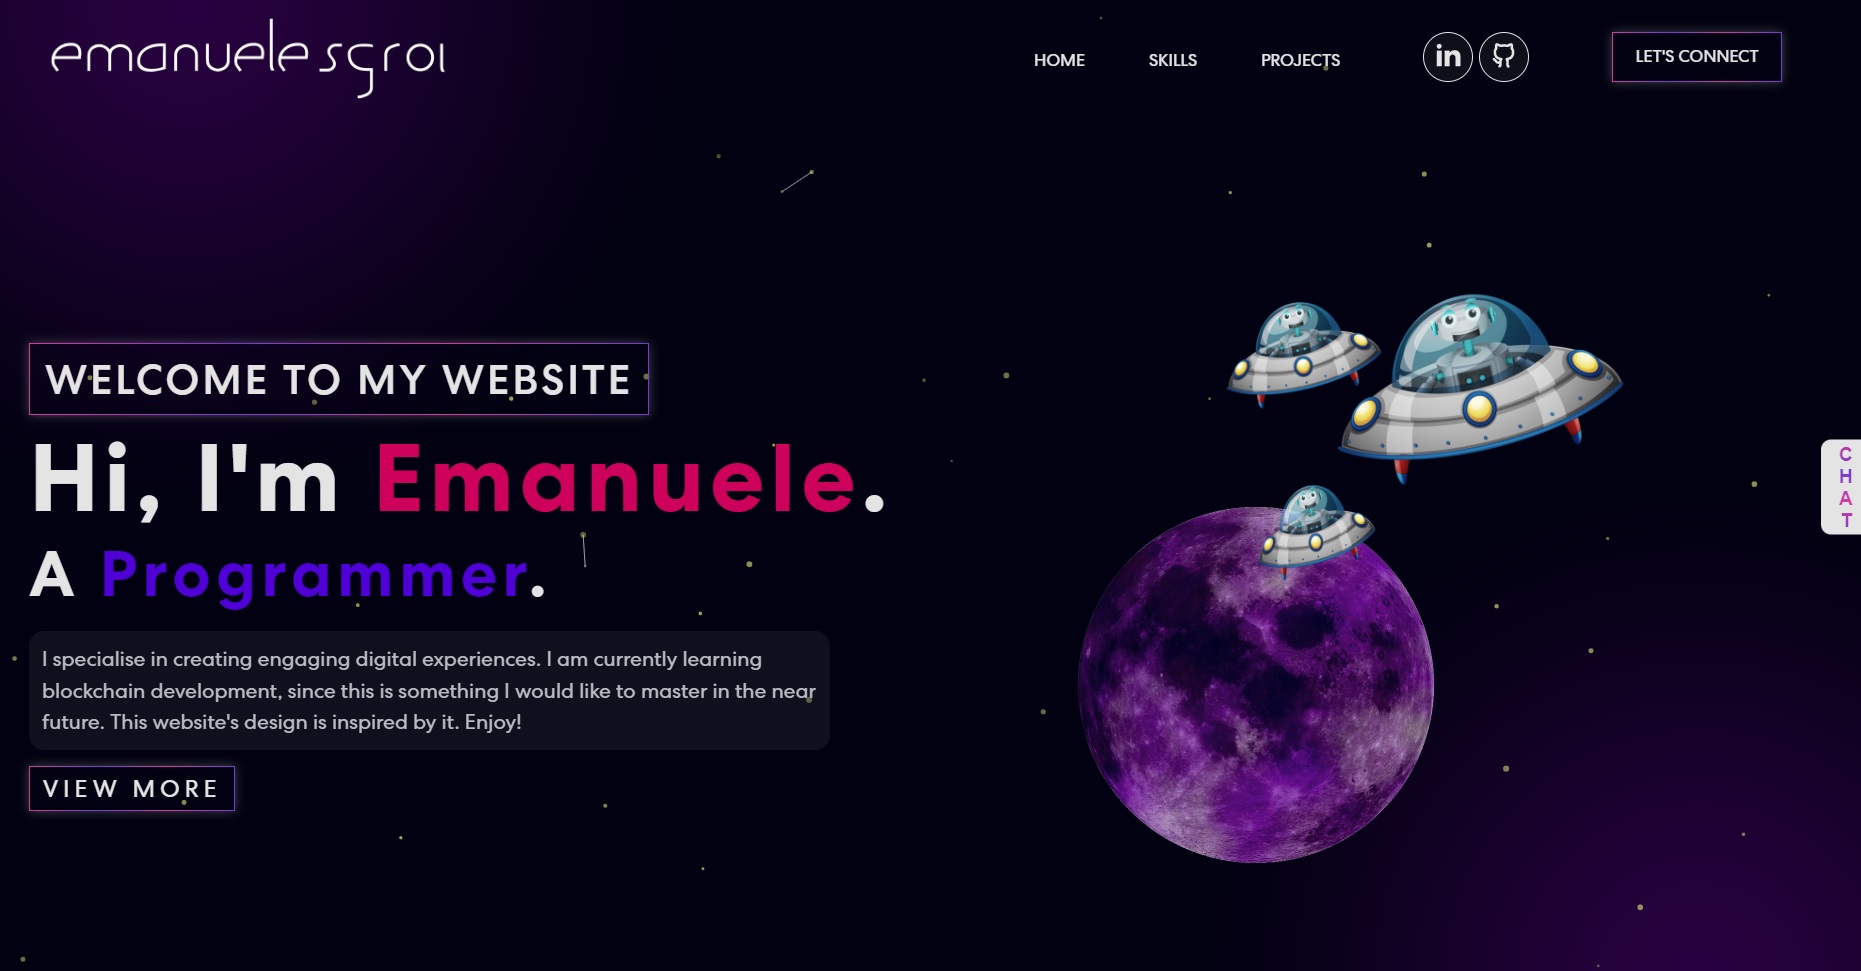 emanuele sgroi
HOME
SKILLS
PROJECTS
in
LET'S CONNECT
WELCOME TO MY WEBSITE
Hi, I'm Emanuele.
A Programmer.
I specialise in creating engaging digital experiences. I am currently learning
blockchain development, since this is something I would like to master in the near
future. This website's design is inspired by it. Enjoy!
VIEW MORE
CHAT